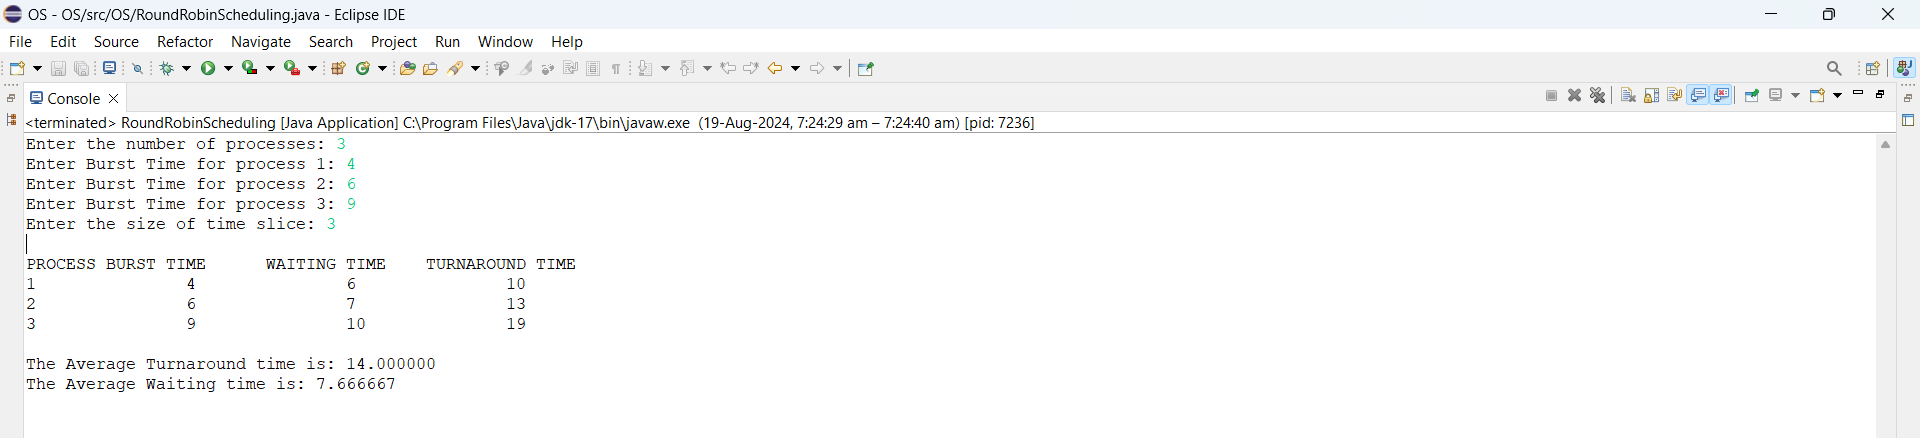 OS - OS/src/OS/RoundRobinScheduling.java - Eclipse IDE
File Edit Source Refactor Navigate Search Project Run Window Help
Console
<terminated> RoundRobinScheduling [Java Application] C:\Program Files\Java\jdk-17\bin\javaw.exe (19-Aug-2024, 7:24:29 am – 7:24:40 am) [pid: 7236]
Enter the number of processes: 3
Enter Burst Time for process 1: 4
Enter Burst Time for process 2: 6
Enter Burst Time for process 3: 9
Enter the size of time slice: 3
PROCESS BURST TIME WAITING TIME TURNAROUND TIME
1 4 6 10
2 6 7 13
3 9 10 19
The Average Turnaround time is: 14.000000
The Average Waiting time is: 7.666667